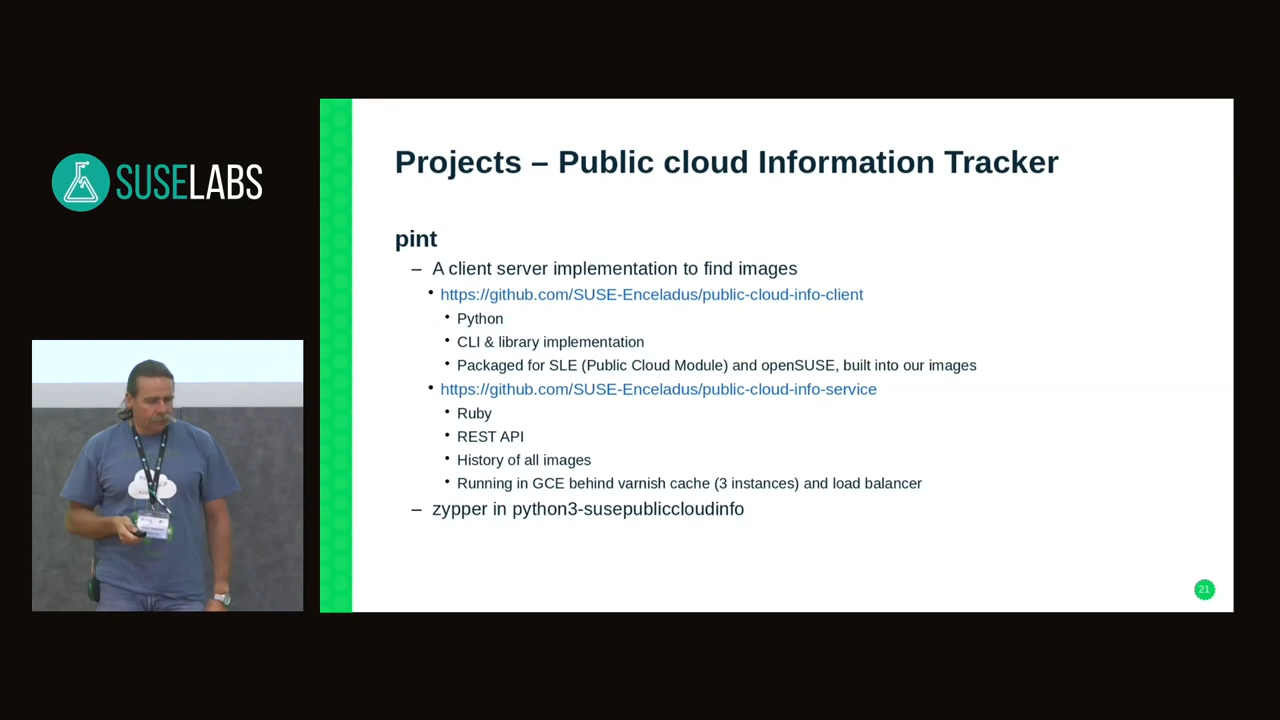 SUSELABS
Projects – Public cloud Information Tracker
pint
– A client server implementation to find images
• https://github.com/SUSE-Enceladus/public-cloud-info-client
• Python
• CLI & library implementation
• Packaged for SLE (Public Cloud Module) and openSUSE, built into our images
• https://github.com/SUSE-Enceladus/public-cloud-info-service
• Ruby
• REST API
• History of all images
• Running in GCE behind varnish cache (3 instances) and load balancer
– zypper in python3-susepubliccloudinfo
21